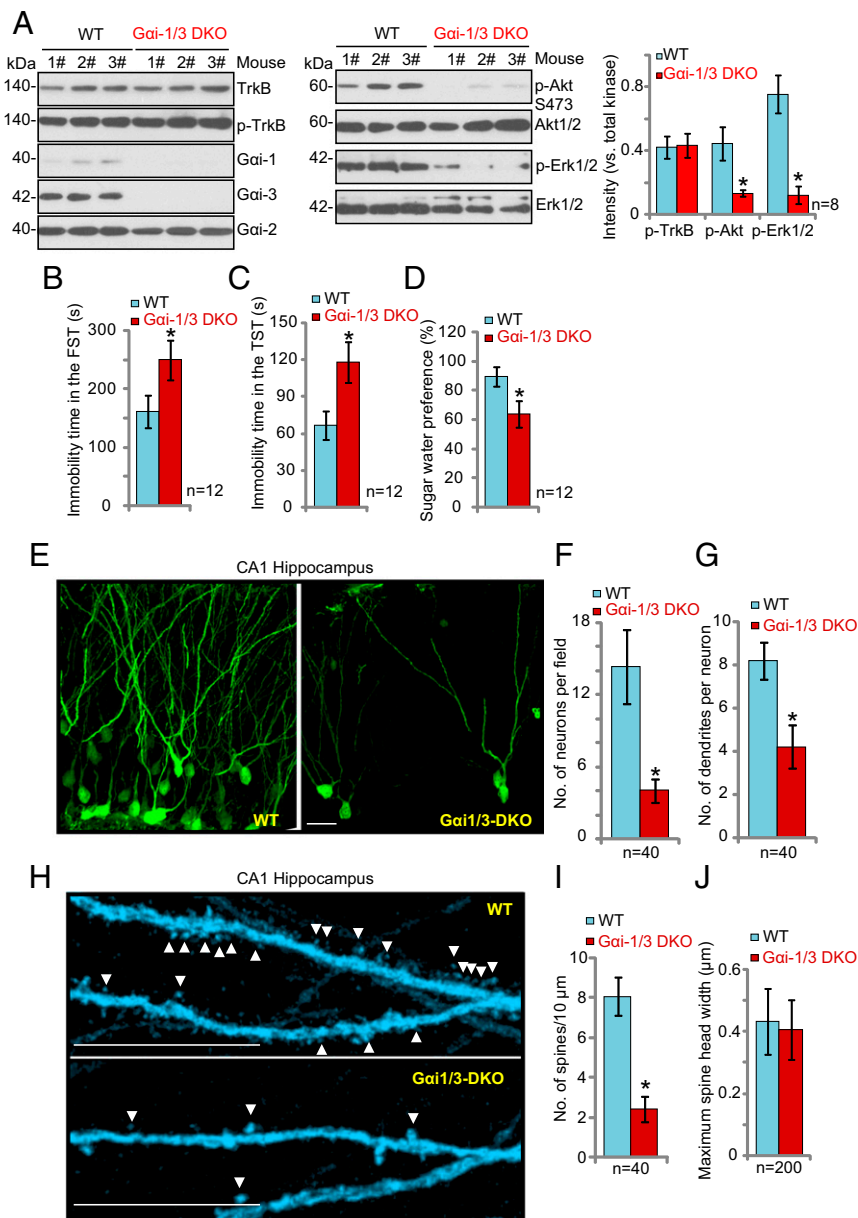 A
WT Gαi-1/3 DKO
kDa 1# 2# 3# 1# 2# 3# Mouse
140- TrkB
140- p-TrkB
40- Gαi-1
42- Gαi-3
40- Gαi-2
WT Gαi-1/3 DKO
kDa 1# 2# 3# 1# 2# 3# Mouse
60- p-Akt
S473
60- Akt1/2
42- p-Erk1/2
42- Erk1/2
WT
Gαi-1/3 DKO
Intensity (vs. total kinase)
0.8
0.4
0
* *
n=8
p-TrkB p-Akt p-Erk1/2
B
WT
Gαi-1/3 DKO
Immobility time in the FST (s)
300
250
150
50
0
*
n=12
C
WT
Gαi-1/3 DKO
Immobility time in the TST (s)
150
120
90
60
30
0
*
n=12
D
WT
Gαi-1/3 DKO
Sugar water preference (%)
120
100
80
60
40
20
0
*
n=12
E
CA1 Hippocampus
WT Gαi1/3-DKO
F
WT
Gαi-1/3 DKO
No. of neurons per field
18
14
10
6
0
*
n=40
G
WT
Gαi-1/3 DKO
No. of dendrites per neuron
10
8
6
4
2
0
*
n=40
H
CA1 Hippocampus
WT
Gαi1/3-DKO
I
WT
Gαi-1/3 DKO
No. of spines/10 μm
10
8
6
4
2
0
*
n=40
J
WT
Gαi-1/3 DKO
Maximum spine head width (μm)
0.6
0.4
0.2
0
n=200